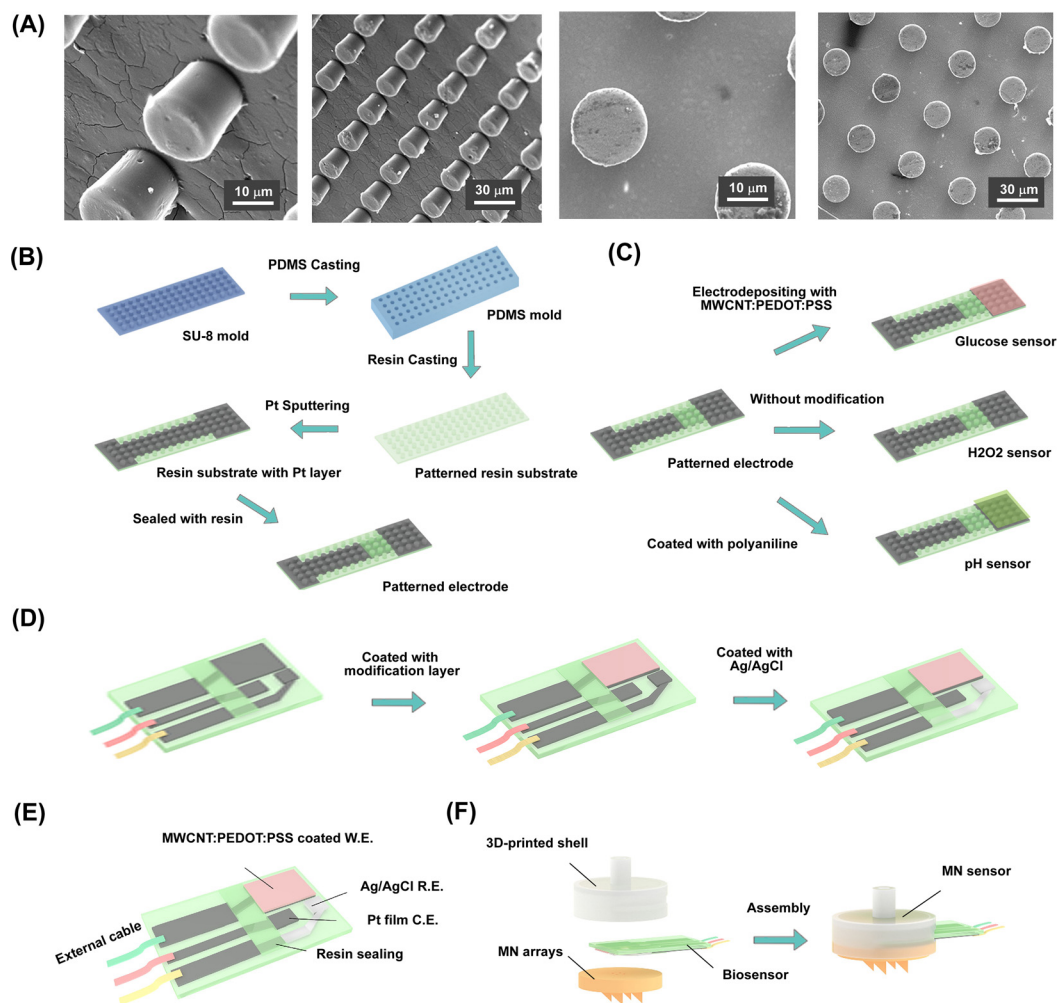 (A)
10 μm
30 μm
10 μm
30 μm
(B)
PDMS Casting
SU-8 mold
PDMS mold
Resin Casting
Pt Sputtering
Resin substrate with Pt layer
Patterned resin substrate
Sealed with resin
Patterned electrode
(C)
Electrodepositing with
MWCNT:PEDOT:PSS
Glucose sensor
Without modification
Patterned electrode
H2O2 sensor
Coated with polyaniline
pH sensor
(D)
Coated with
modification layer
Coated with
Ag/AgCl
(E)
MWCNT:PEDOT:PSS coated W.E.
Ag/AgCl R.E.
Pt film C.E.
External cable
Resin sealing
(F)
3D-printed shell
MN sensor
Assembly
MN arrays
Biosensor